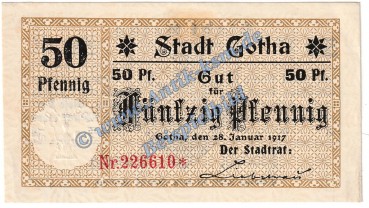 50
Pfennig
Stadt Gotha
50 Pf. Gut 50 Pf.
für
Fünfzig Pfennig
Gotha, den 28. Januar 1917
Der Stadtrat:
Nr. 226610*